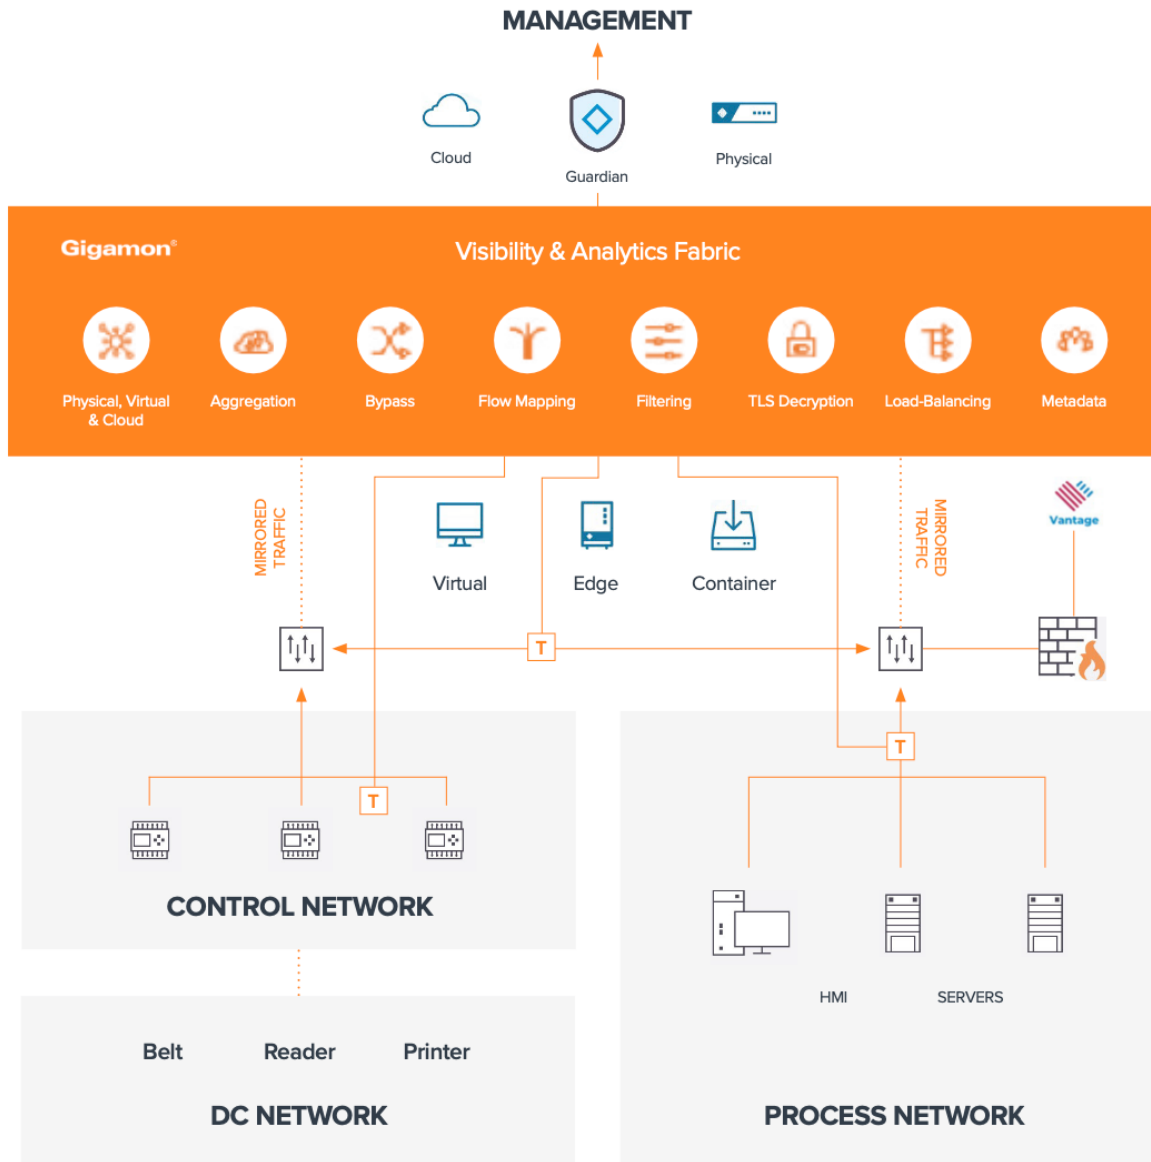 MANAGEMENT
Cloud
Guardian
Physical
Gigamon®
Visibility & Analytics Fabric
Physical, Virtual
& Cloud
Aggregation
Bypass
Flow Mapping
Filtering
TLS Decryption
Load-Balancing
Metadata
MIRRORED
TRAFFIC
Virtual
Edge
Container
MIRRORED
TRAFFIC
Vantage
T
T
T
CONTROL NETWORK
HMI
SERVERS
Belt
Reader
Printer
DC NETWORK
PROCESS NETWORK